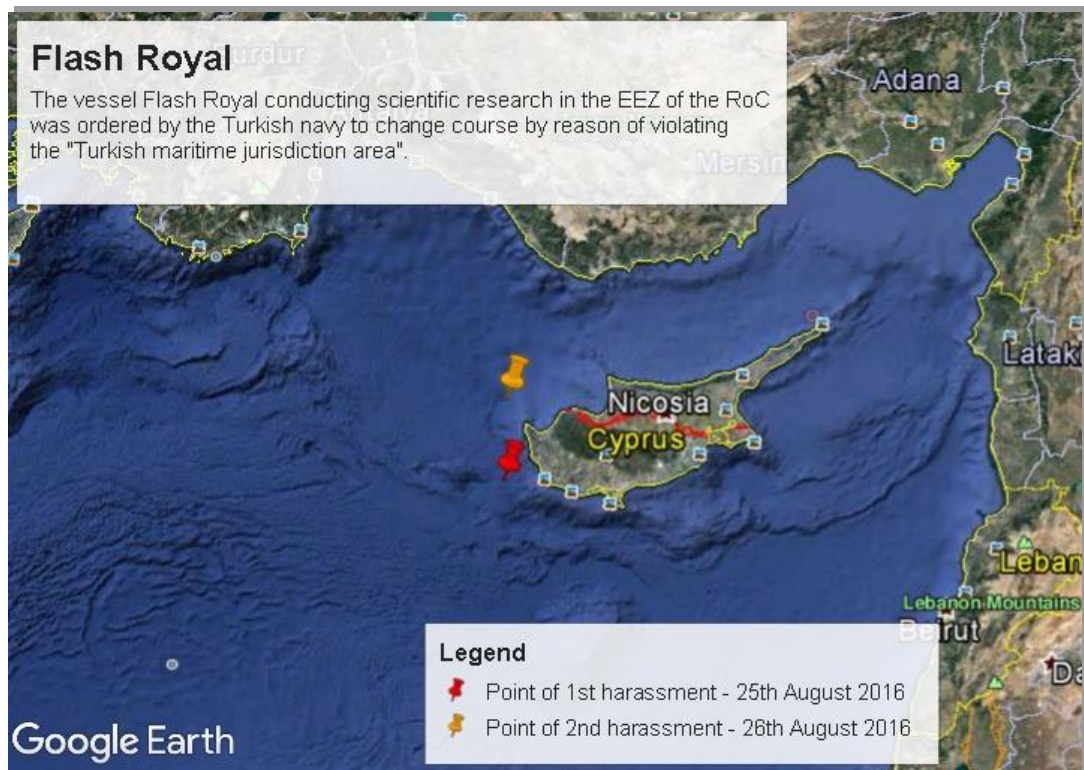 Flash Royal
The vessel Flash Royal conducting scientific research in the EEZ of the RoC
was ordered by the Turkish navy to change course by reason of violating
the "Turkish maritime jurisdiction area".
Adana
Mersin
Latak
Nicosia
Cyprus
Leban
Lebanon Mountains
Beirut
Da
Legend
Point of 1st harassment - 25th August 2016
Point of 2nd harassment - 26th August 2016
Google Earth